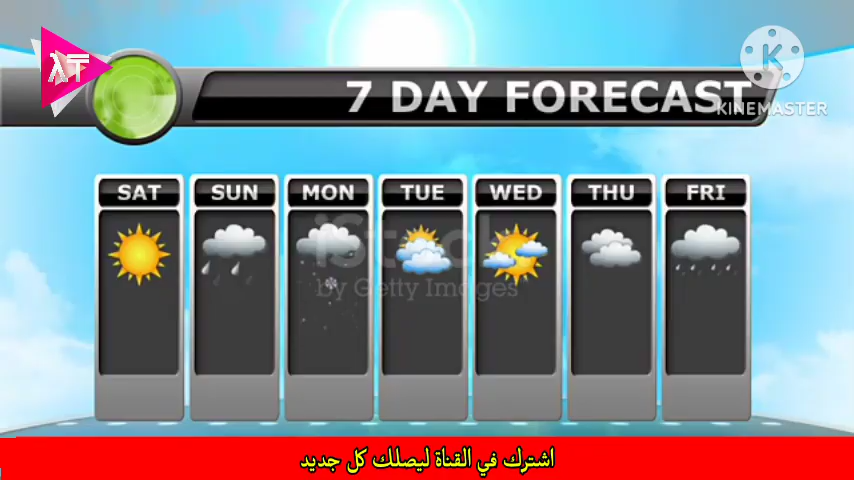 λT
7 DAY FORECAST
KINEMASTER
SAT SUN MON TUE WED THU FRI
iStock
by Getty Images
اشترك في القناة ليصلك كل جديد